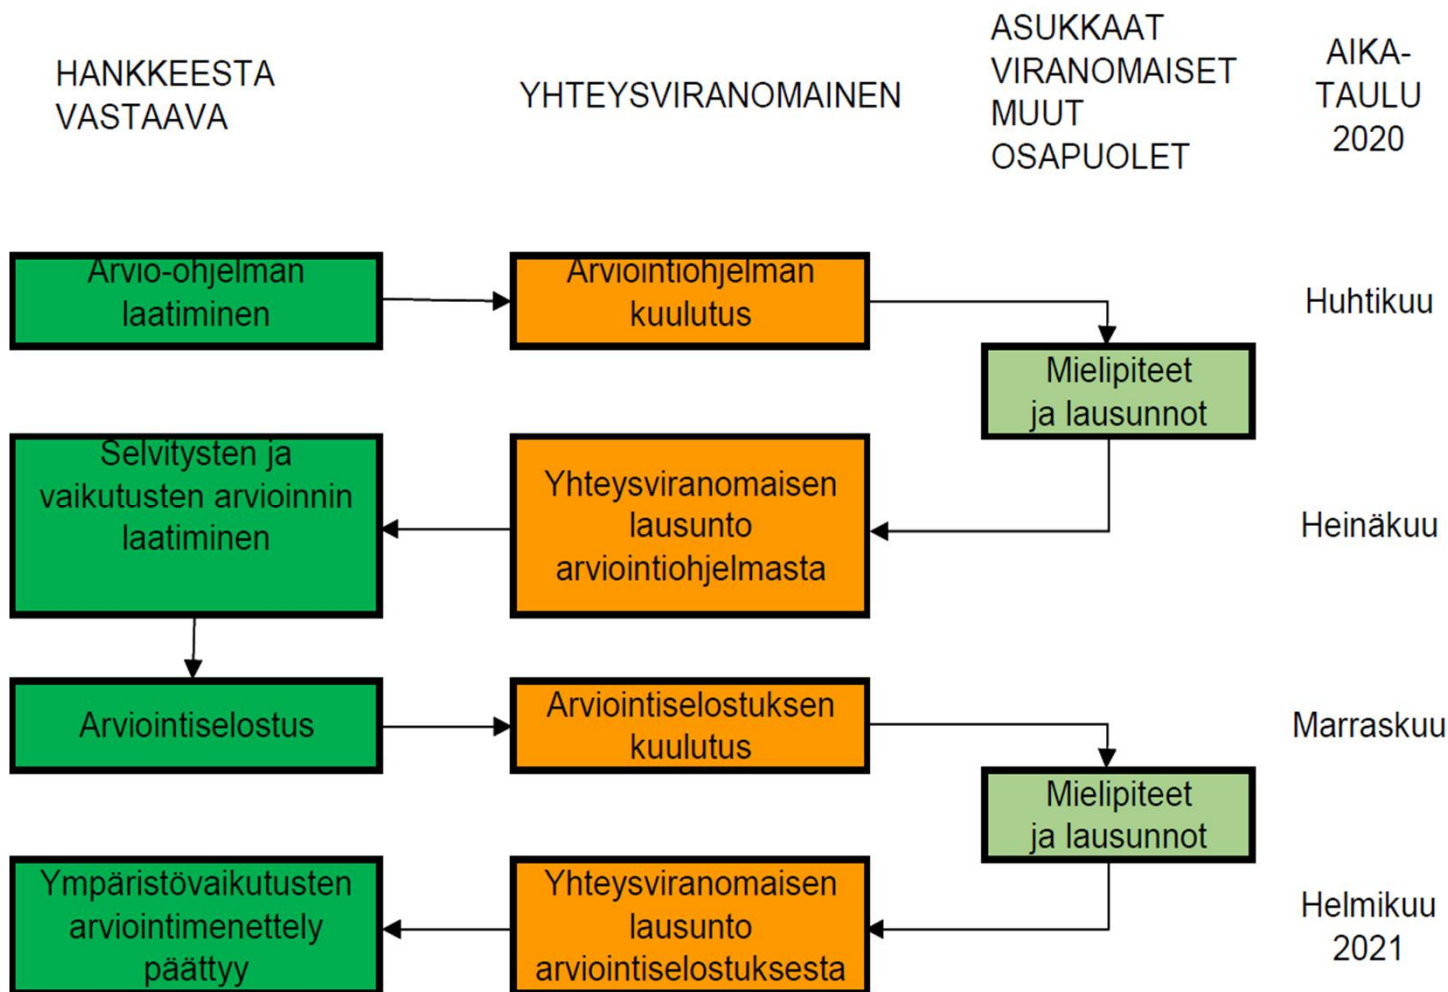 HANKKEESTA
VASTAAVA
YHTEYSVIRANOMAINEN
ASUKKAAT
VIRANOMAISET
MUUT
OSAPUOLET
AIKA-
TAULU
2020
Arvio-ohjelman
laatiminen
Arviointiohjelman
kuulutus
Huhtikuu
Mielipiteet
ja lausunnot
Selvitysten ja
vaikutusten arvioinnin
laatiminen
Yhteysviranomaisen
lausunto
arviointiohjelmasta
Heinäkuu
Arviointiselostus
Arviointiselostuksen
kuulutus
Marraskuu
Mielipiteet
ja lausunnot
Ympäristövaikutusten
arviointimenettely
päättyy
Yhteysviranomaisen
lausunto
arviointiselostuksesta
Helmikuu
2021